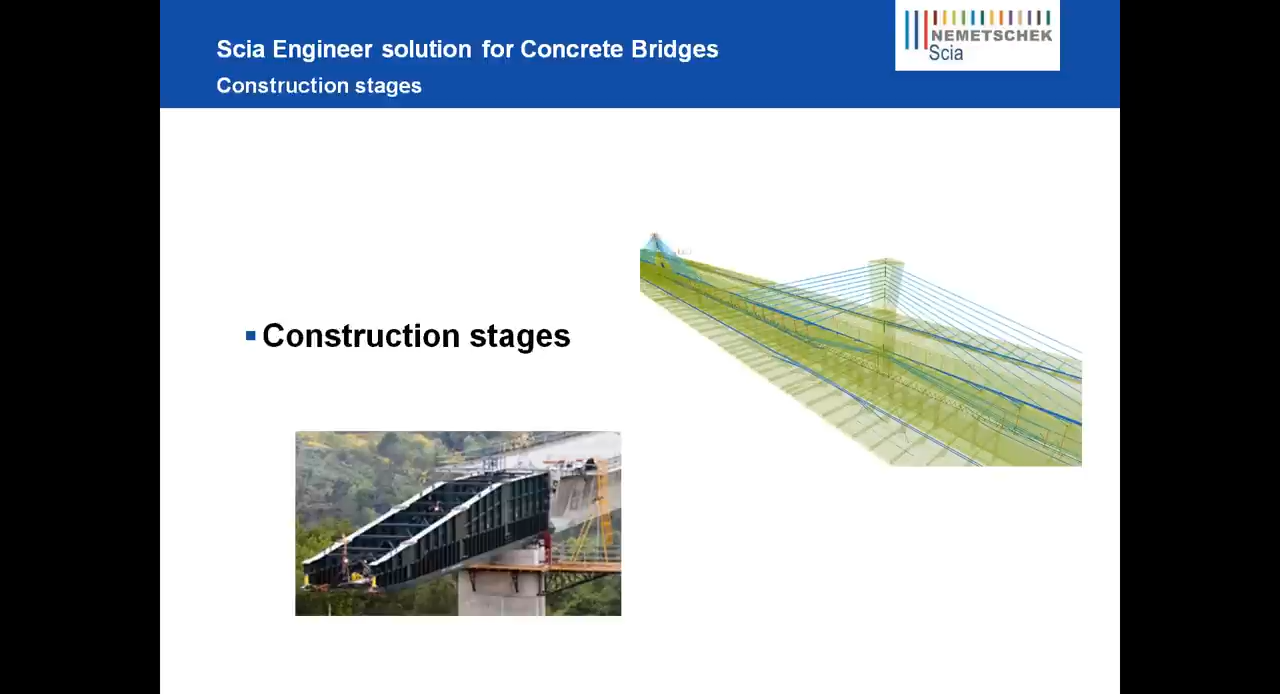 Scia Engineer solution for Concrete Bridges
Construction stages
NEMETSCHEK
Scia
▪ Construction stages